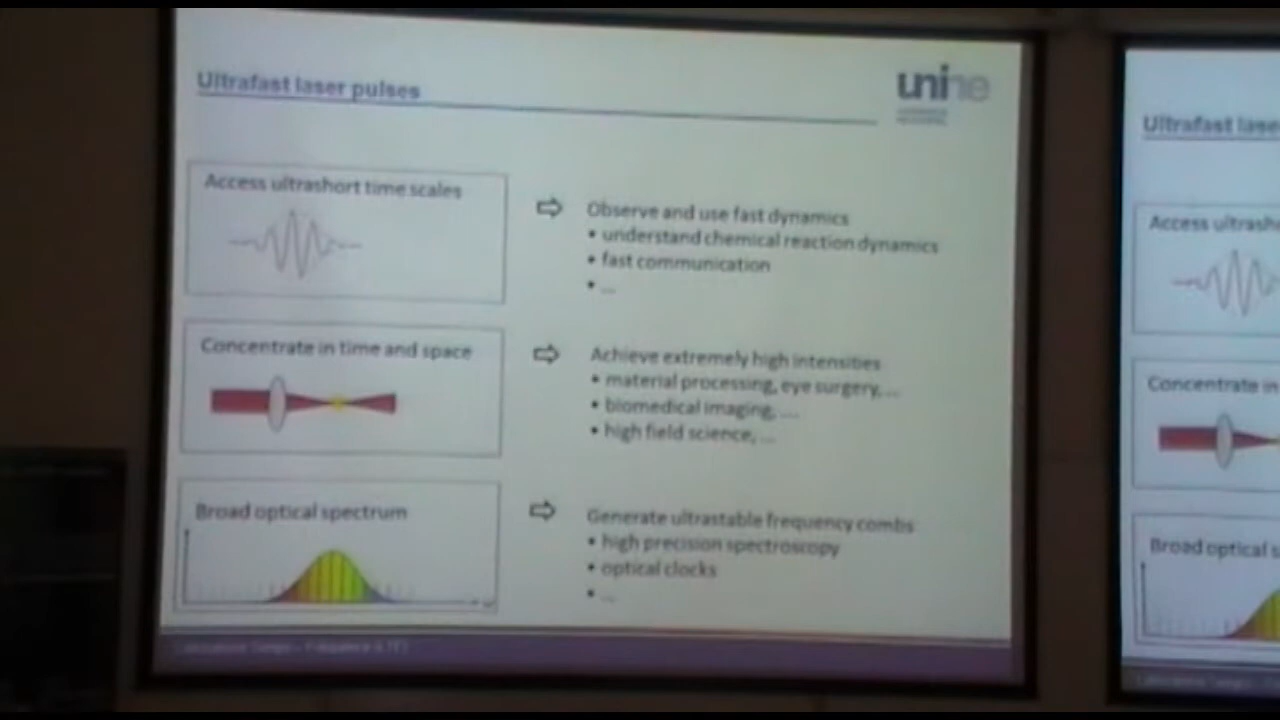 Ultrafast laser pulses
unine
Access ultrashort time scales
Observe and use fast dynamics
• understand chemical reaction dynamics
• fast communication
• ...
Concentrate in time and space
Achieve extremely high intensities
• material processing, eye surgery, ...
• biomedical imaging, ....
• high field science, ...
Broad optical spectrum
Generate ultrastable frequency combs
• high precision spectroscopy
• optical clocks
• ...
Ultrafast lase
Access ultrash
Concentrate in
Broad optical s